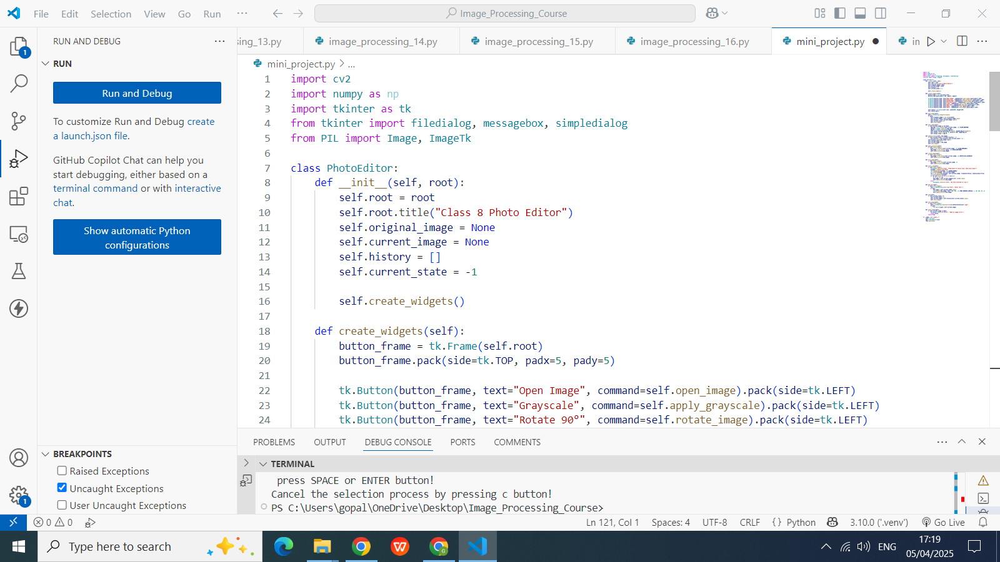 File Edit Selection View Go Run ··· Image_Processing_Course
RUN AND DEBUG ···
RUN
Run and Debug
To customize Run and Debug create
a launch.json file.
GitHub Copilot Chat can help you
start debugging, either based on a
terminal command or with interactive
chat.
Show automatic Python
configurations
BREAKPOINTS
Raised Exceptions
Uncaught Exceptions
User Uncaught Exceptions
1
1
sing_13.py image_processing_14.py image_processing_15.py image_processing_16.py mini_project.py in ···
mini_project.py > ...
1 import cv2
2 import numpy as np
3 import tkinter as tk
4 from tkinter import filedialog, messagebox, simpledialog
5 from PIL import Image, ImageTk
6
7 class PhotoEditor:
8 def __init__(self, root):
9 self.root = root
10 self.root.title("Class 8 Photo Editor")
11 self.original_image = None
12 self.current_image = None
13 self.history = []
14 self.current_state = -1
15
16 self.create_widgets()
17
18 def create_widgets(self):
19 button_frame = tk.Frame(self.root)
20 button_frame.pack(side=tk.TOP, padx=5, pady=5)
21
22 tk.Button(button_frame, text="Open Image", command=self.open_image).pack(side=tk.LEFT)
23 tk.Button(button_frame, text="Grayscale", command=self.apply_grayscale).pack(side=tk.LEFT)
24 tk.Button(button_frame, text="Rotate 90°", command=self.rotate_image).pack(side=tk.LEFT)
PROBLEMS OUTPUT DEBUG CONSOLE PORTS COMMENTS ···
TERMINAL
press SPACE or ENTER button!
Cancel the selection process by pressing c button!
PS C:\Users\gopal\OneDrive\Desktop\Image_Processing_Course>
0 0 Ln 121, Col 1 Spaces: 4 UTF-8 CRLF {} Python 3.10.0 ('.venv') Go Live
Type here to search ENG 17:19
05/04/2025